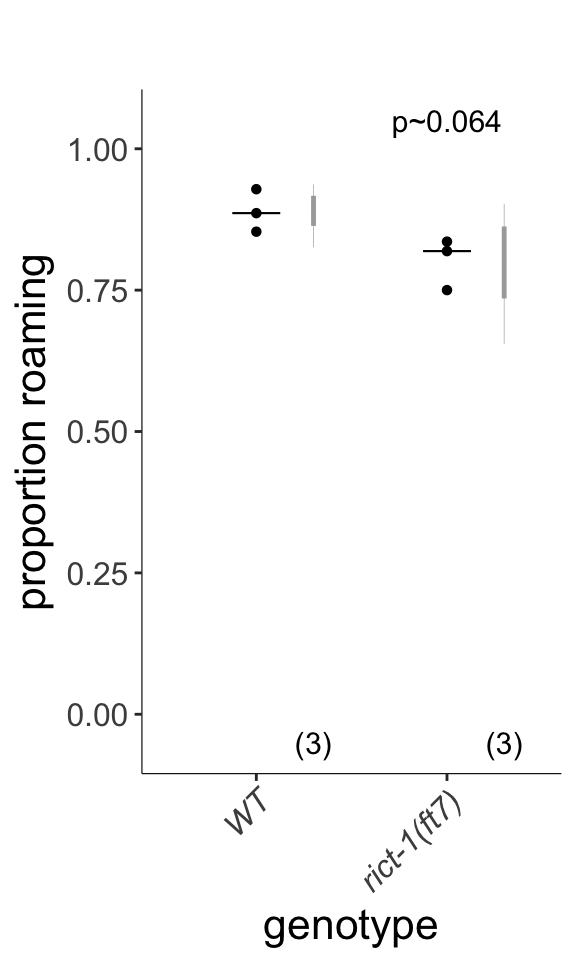 p~0.064
1.00
0.75
0.50
0.25
0.00
proportion roaming
(3)
(3)
WT
rict-1(ft7)
genotype